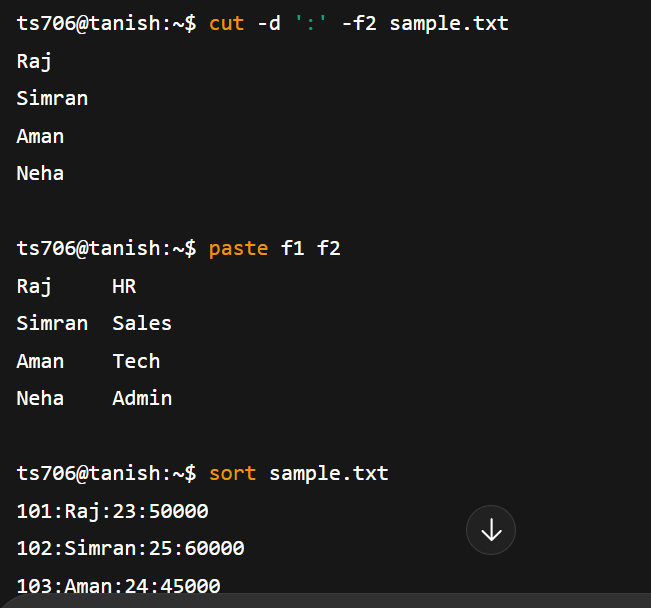 ts706@tanish:~$ cut -d ':' -f2 sample.txt
Raj
Simran
Aman
Neha
ts706@tanish:~$ paste f1 f2
Raj     HR
Simran  Sales
Aman    Tech
Neha    Admin
ts706@tanish:~$ sort sample.txt
101:Raj:23:50000
102:Simran:25:60000
103:Aman:24:45000